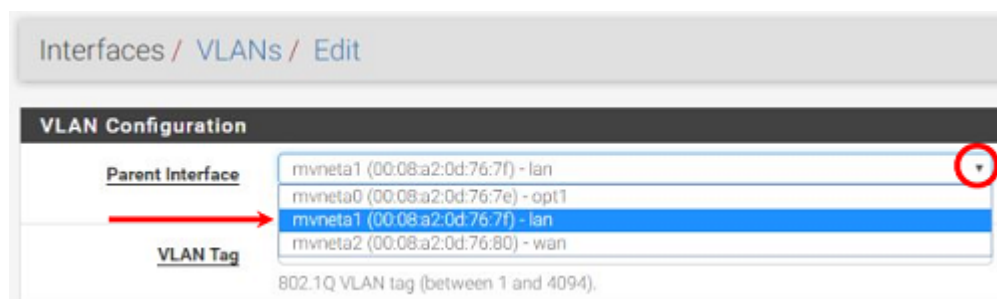 Interfaces / VLANs / Edit
VLAN Configuration
Parent Interface
mvneta1 (00:08:a2:0d:76:7f) - lan
mvneta0 (00:08:a2:0d:76:7e) - opt1
mvneta1 (00:08:a2:0d:76:7f) - lan
mvneta2 (00:08:a2:0d:76:80) - wan
VLAN Tag
802.1Q VLAN tag (between 1 and 4094).